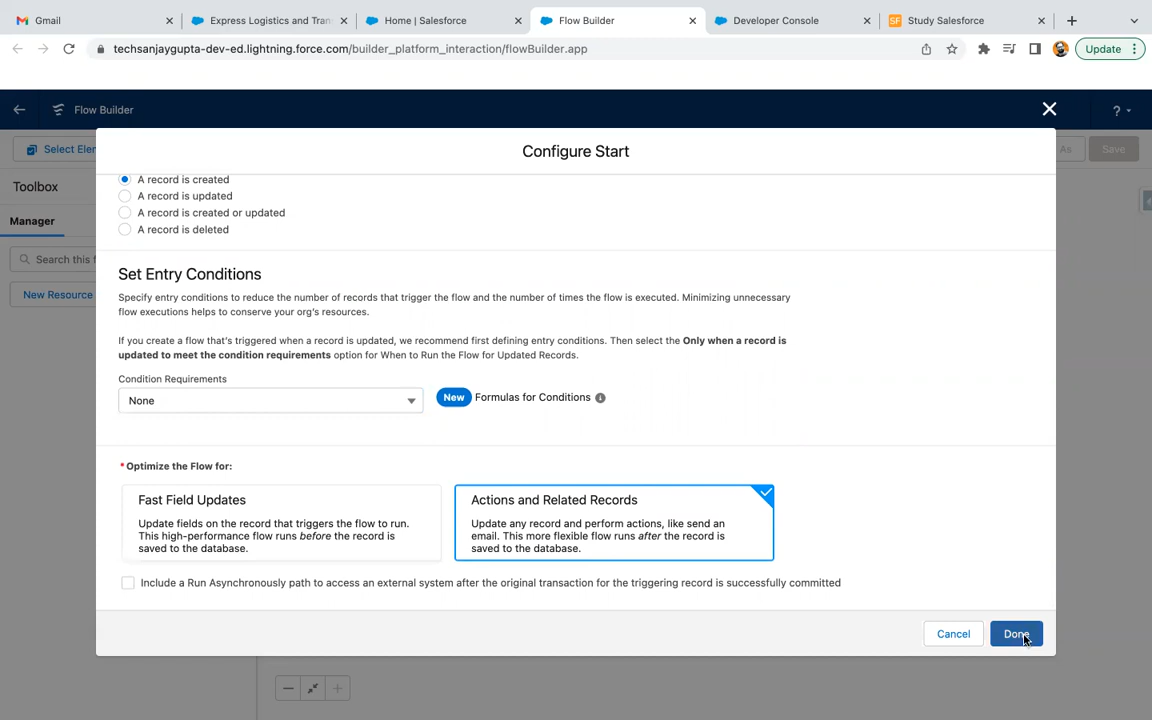 Gmail
Express Logistics and Tran
Home | Salesforce
Flow Builder
Developer Console
Study Salesforce
techsanjaygupta-dev-ed.lightning.force.com/builder_platform_interaction/flowBuilder.app
Update
Flow Builder
?
Configure Start
Select Elem
As
Save
Toolbox
Manager
Search this f
New Resource
A record is created
A record is updated
A record is created or updated
A record is deleted
Set Entry Conditions
Specify entry conditions to reduce the number of records that trigger the flow and the number of times the flow is executed. Minimizing unnecessary
flow executions helps to conserve your org's resources.
If you create a flow that's triggered when a record is updated, we recommend first defining entry conditions. Then select the Only when a record is
updated to meet the condition requirements option for When to Run the Flow for Updated Records.
Condition Requirements
None
New Formulas for Conditions
* Optimize the Flow for:
Fast Field Updates
Update fields on the record that triggers the flow to run.
This high-performance flow runs before the record is
saved to the database.
Actions and Related Records
Update any record and perform actions, like send an
email. This more flexible flow runs after the record is
saved to the database.
Include a Run Asynchronously path to access an external system after the original transaction for the triggering record is successfully committed
Cancel
Done